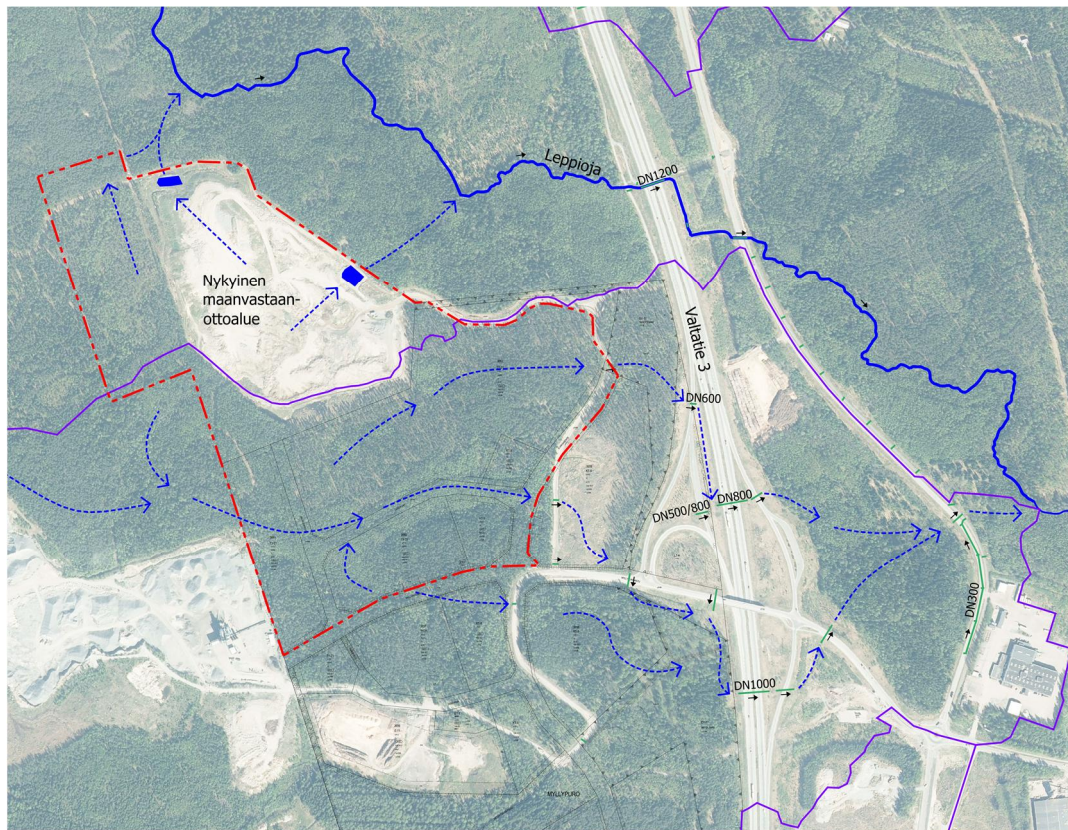 Leppioja
DN1200
Nykyinen
maanvastaan-
ottoalue
Valtatie 3
DN600
DN800
DN500/800
DN300
DN1000
MYLLYPURO